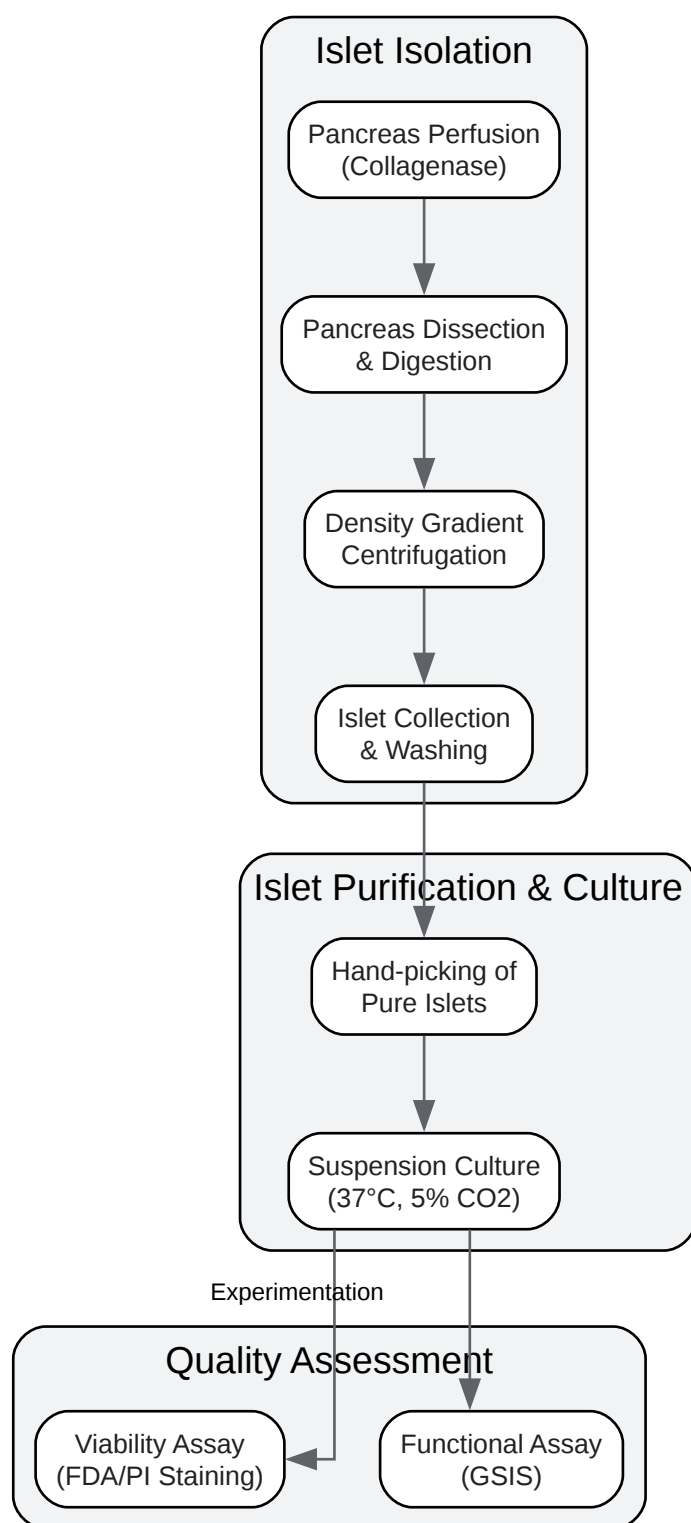 Islet Isolation
Pancreas Perfusion
(Collagenase)
Pancreas Dissection
& Digestion
Density Gradient
Centrifugation
Islet Collection
& Washing
Islet Purification & Culture
Hand-picking of
Pure Islets
Suspension Culture
(37°C, 5% CO2)
Experimentation
Quality Assessment
Viability Assay
(FDA/PI Staining)
Functional Assay
(GSIS)